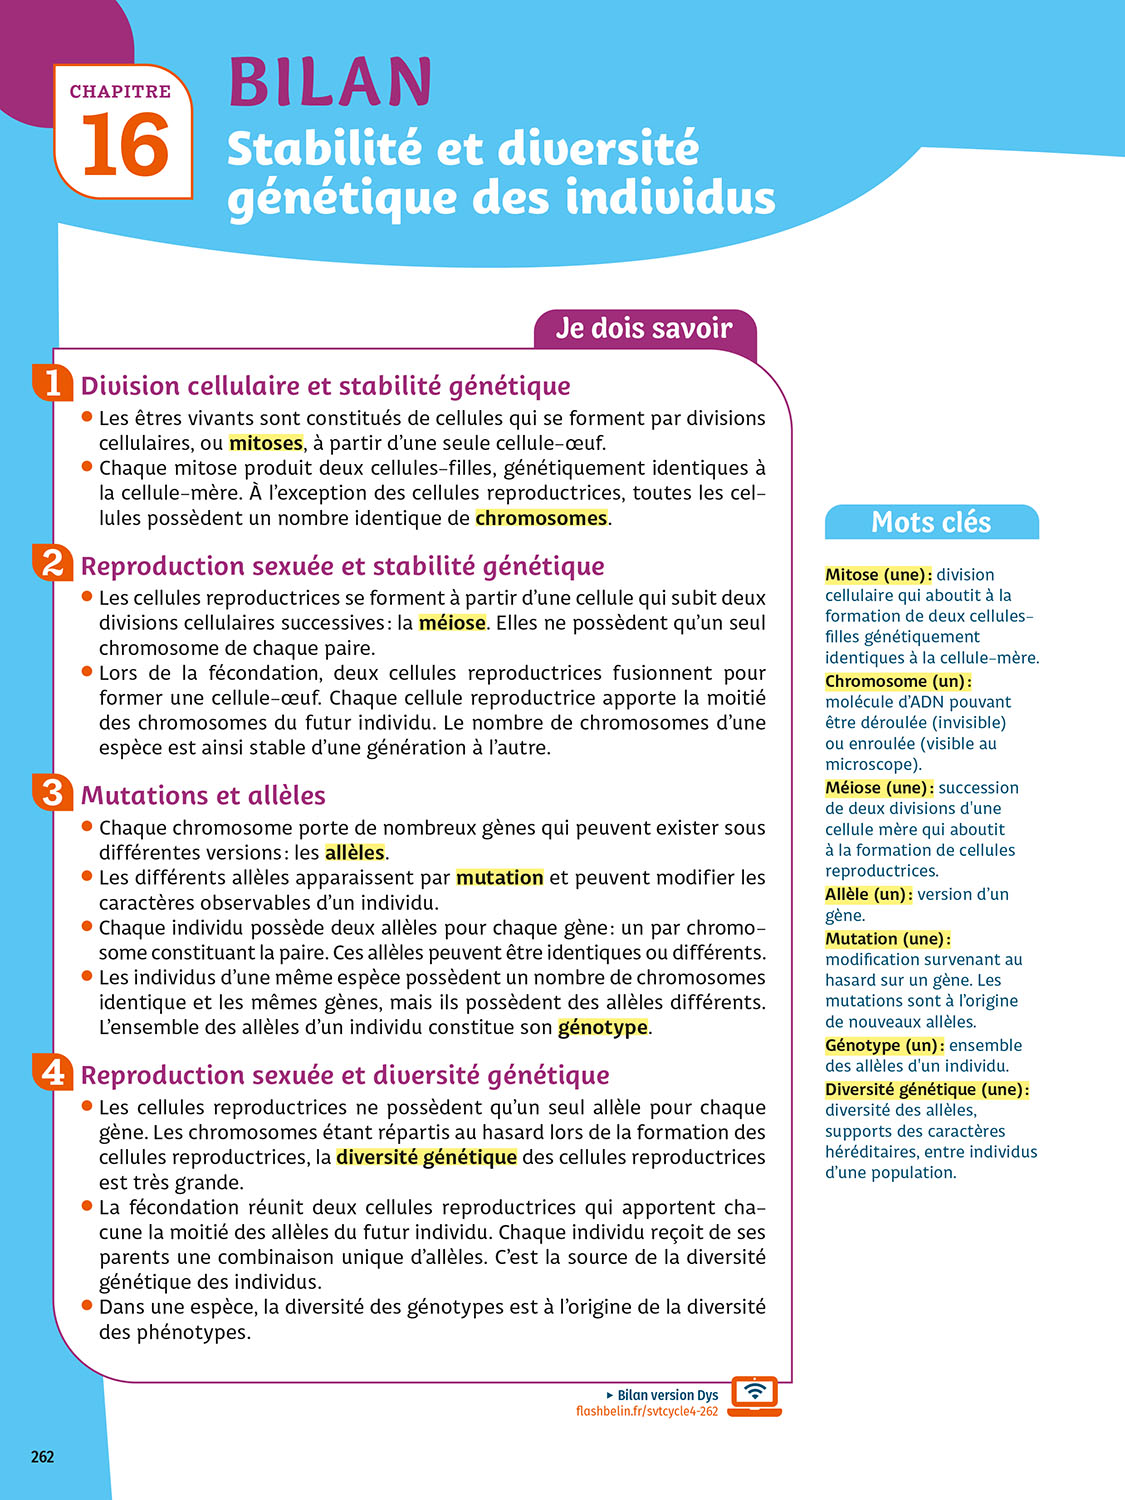 CHAPITRE
16
BILAN
Stabilité et diversité
génétique des individus
Je dois savoir
1 Division cellulaire et stabilité génétique
• Les êtres vivants sont constitués de cellules qui se forment par divisions
cellulaires, ou mitoses, à partir d’une seule cellule-œuf.
• Chaque mitose produit deux cellules-filles, génétiquement identiques à
la cellule-mère. À l’exception des cellules reproductrices, toutes les cel-
lules possèdent un nombre identique de chromosomes.
2 Reproduction sexuée et stabilité génétique
• Les cellules reproductrices se forment à partir d’une cellule qui subit deux
divisions cellulaires successives : la méiose. Elles ne possèdent qu’un seul
chromosome de chaque paire.
• Lors de la fécondation, deux cellules reproductrices fusionnent pour
former une cellule-œuf. Chaque cellule reproductrice apporte la moitié
des chromosomes du futur individu. Le nombre de chromosomes d’une
espèce est ainsi stable d’une génération à l’autre.
3 Mutations et allèles
• Chaque chromosome porte de nombreux gènes qui peuvent exister sous
différentes versions : les allèles.
• Les différents allèles apparaissent par mutation et peuvent modifier les
caractères observables d’un individu.
• Chaque individu possède deux allèles pour chaque gène : un par chromo-
some constituant la paire. Ces allèles peuvent être identiques ou différents.
• Les individus d’une même espèce possèdent un nombre de chromosomes
identique et les mêmes gènes, mais ils possèdent des allèles différents.
L’ensemble des allèles d’un individu constitue son génotype.
4 Reproduction sexuée et diversité génétique
• Les cellules reproductrices ne possèdent qu’un seul allèle pour chaque
gène. Les chromosomes étant répartis au hasard lors de la formation des
cellules reproductrices, la diversité génétique des cellules reproductrices
est très grande.
• La fécondation réunit deux cellules reproductrices qui apportent cha-
cune la moitié des allèles du futur individu. Chaque individu reçoit de ses
parents une combinaison unique d’allèles. C’est la source de la diversité
génétique des individus.
• Dans une espèce, la diversité des génotypes est à l’origine de la diversité
des phénotypes.
▸ Bilan version Dys
flashbelin.fr/svtcycle4-262
Mots clés
Mitose (une) : division
cellulaire qui aboutit à la
formation de deux cellules-
filles génétiquement
identiques à la cellule-mère.
Chromosome (un) :
molécule d’ADN pouvant
être déroulée (invisible)
ou enroulée (visible au
microscope).
Méiose (une) : succession
de deux divisions d'une
cellule mère qui aboutit
à la formation de cellules
reproductrices.
Allèle (un) : version d’un
gène.
Mutation (une) :
modification survenant au
hasard sur un gène. Les
mutations sont à l’origine
de nouveaux allèles.
Génotype (un) : ensemble
des allèles d'un individu.
Diversité génétique (une) :
diversité des allèles,
supports des caractères
héréditaires, entre individus
d’une population.
262